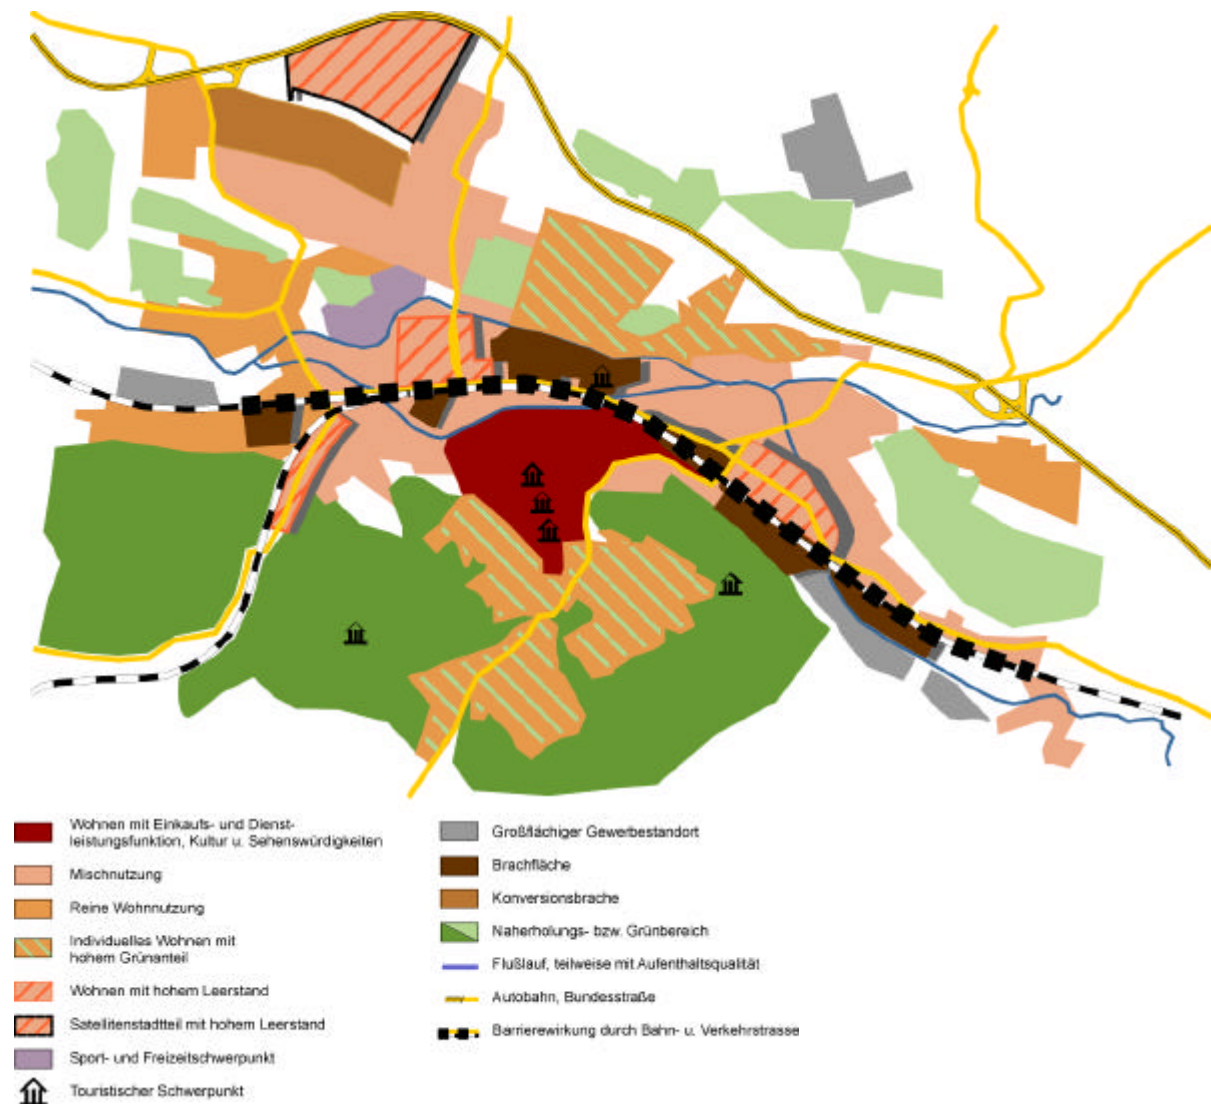 Wohnen mit Einkaufs- und Dienst-
leistungsfunktion, Kultur u. Sehenswürdigkeiten
Mischnutzung
Reine Wohnnutzung
Individuelles Wohnen mit
hohem Grünanteil
Wohnen mit hohem Leerstand
Satellitenstadtteil mit hohem Leerstand
Sport- und Freizeitschwerpunkt
Touristischer Schwerpunkt
Großflächiger Gewerbestandort
Brachfläche
Konversionsbrache
Naherholungs- bzw. Grünbereich
Flußlauf, teilweise mit Aufenthaltsqualität
Autobahn, Bundesstraße
Barrierewirkung durch Bahn- u. Verkehrstrasse